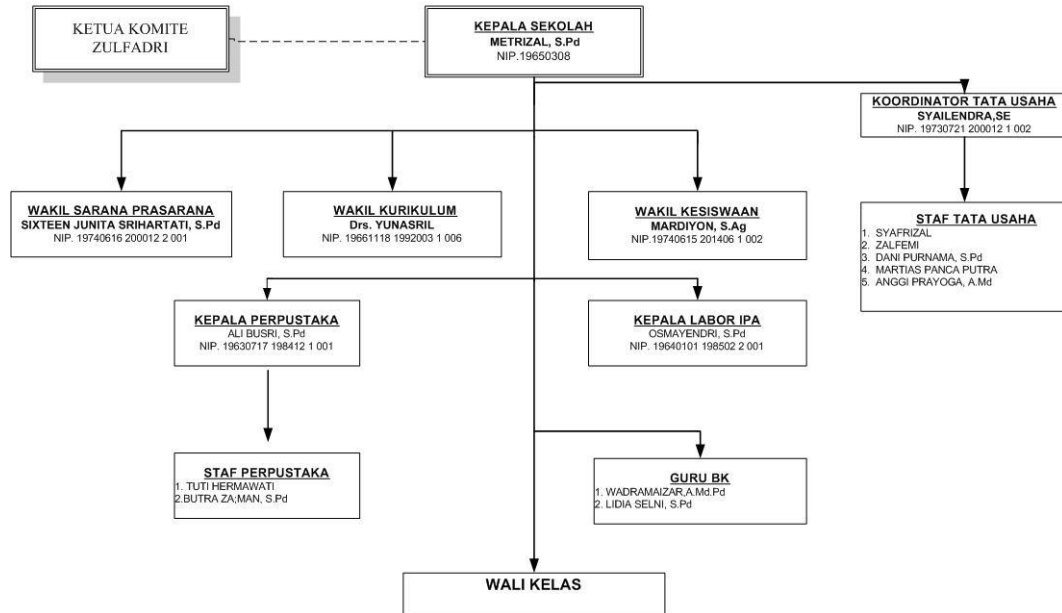 KETUA KOMITE
ZULFADRI
KEPALA SEKOLAH
METRIZAL, S.Pd
NIP.19650308
KOORDINATOR TATA USAHA
SYAILENDRA,SE
NIP. 19730721 200012 1 002
WAKIL SARANA PRASARANA
SIXTEEN JUNITA SRIHARTATI, S.Pd
NIP. 19740616 200012 2 001
WAKIL KURIKULUM
Drs. YUNASRIL
NIP. 19661118 1992003 1 006
WAKIL KESISWAAN
MARDIYON, S.Ag
NIP.19740615 201406 1 002
STAF TATA USAHA
1. SYAFRIZAL
2. ZALFEMI
3. DANI PURNAMA, S.Pd
4. MARTIAS PANCA PUTRA
5. ANGGI PRAYOGA, A.Md
KEPALA PERPUSTAKA
ALI BUSRI, S.Pd
NIP. 19630717 198412 1 001
KEPALA LABOR IPA
OSMAYENDRI, S.Pd
NIP. 19640101 198502 2 001
STAF PERPUSTAKA
1. TUTI HERMAWATI
2.BUTRA ZA;MAN, S.Pd
GURU BK
1. WADRAMAIZAR,A.Md.Pd
2. LIDIA SELNI, S.Pd
WALI KELAS